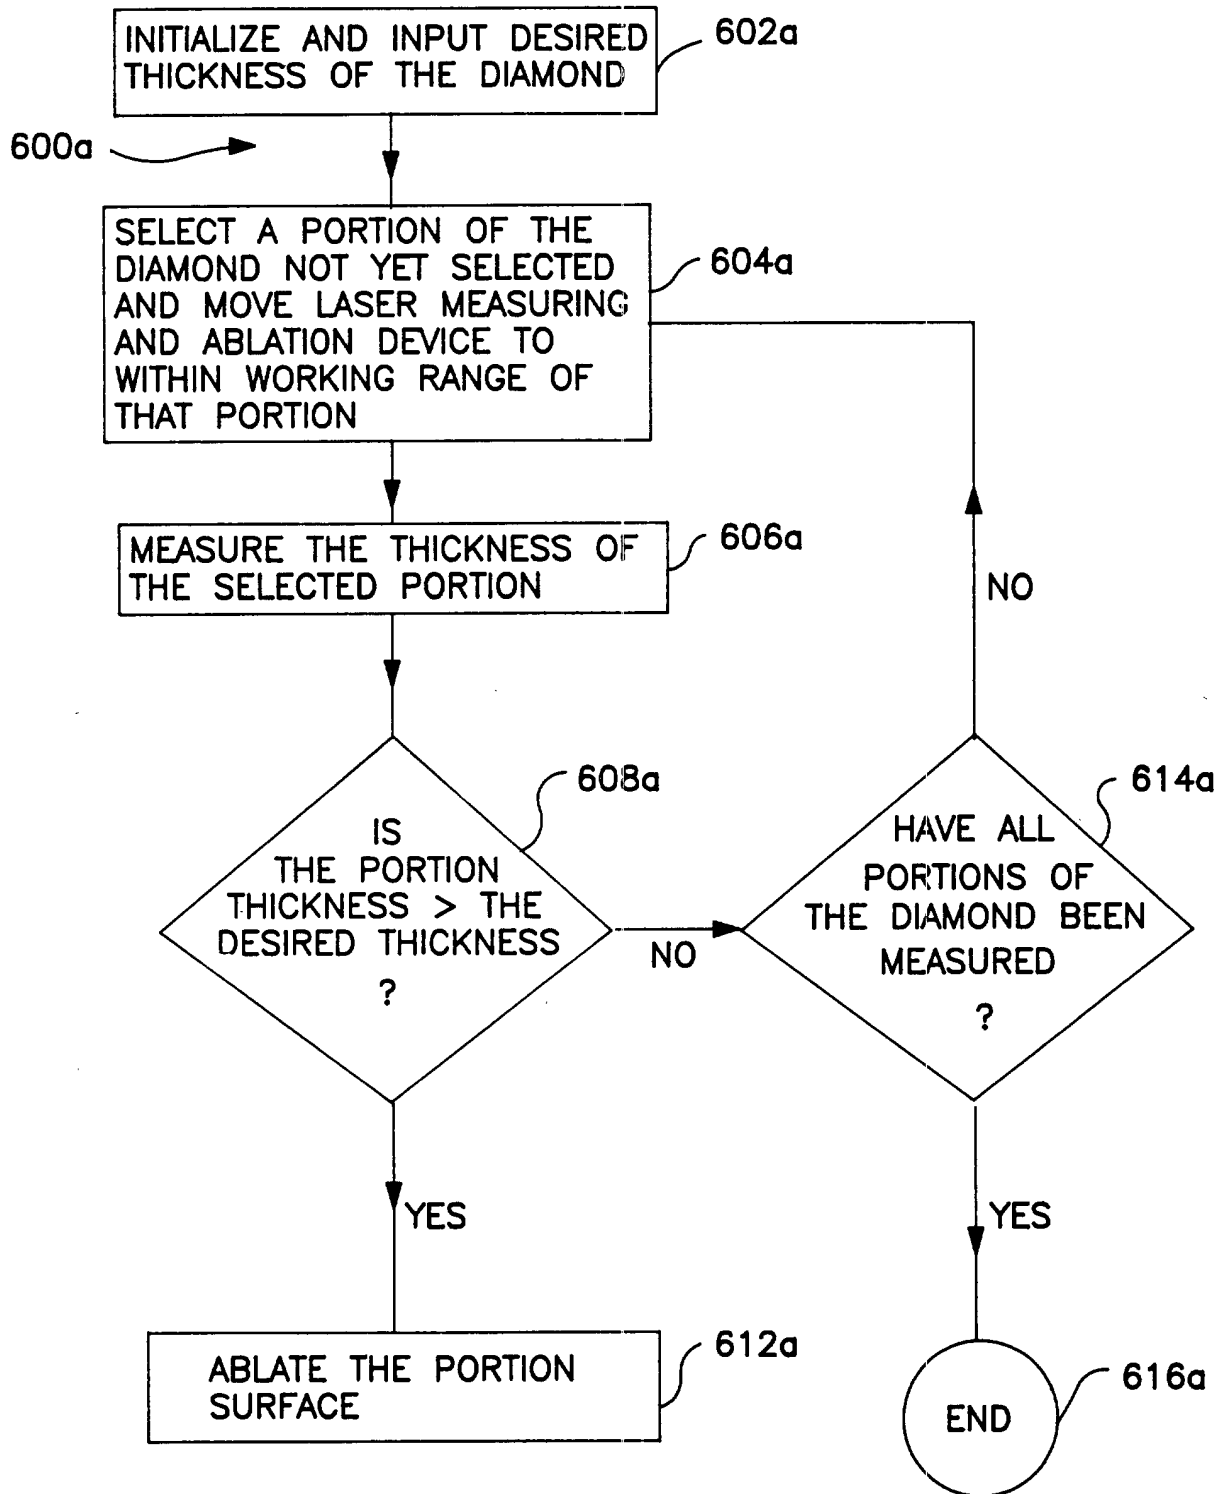 INITIALIZE AND INPUT DESIRED
THICKNESS OF THE DIAMOND
602a
600a
SELECT A PORTION OF THE
DIAMOND NOT YET SELECTED
AND MOVE LASER MEASURING
AND ABLATION DEVICE TO
WITHIN WORKING RANGE OF
THAT PORTION
604a
MEASURE THE THICKNESS OF
THE SELECTED PORTION
606a
NO
IS
THE PORTION
THICKNESS > THE
DESIRED THICKNESS
?
608a
NO
HAVE ALL
PORTIONS OF
THE DIAMOND BEEN
MEASURED
?
614a
YES
YES
ABLATE THE PORTION
SURFACE
612a
END
616a